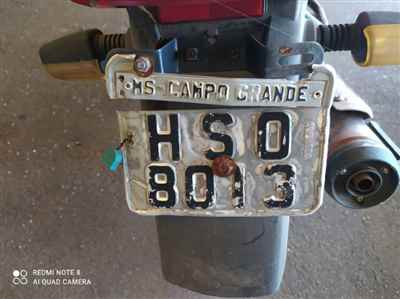 MS-CAMPO GRANDE
HSO
8013
REDMI NOTE 8
AI QUAD CAMERA